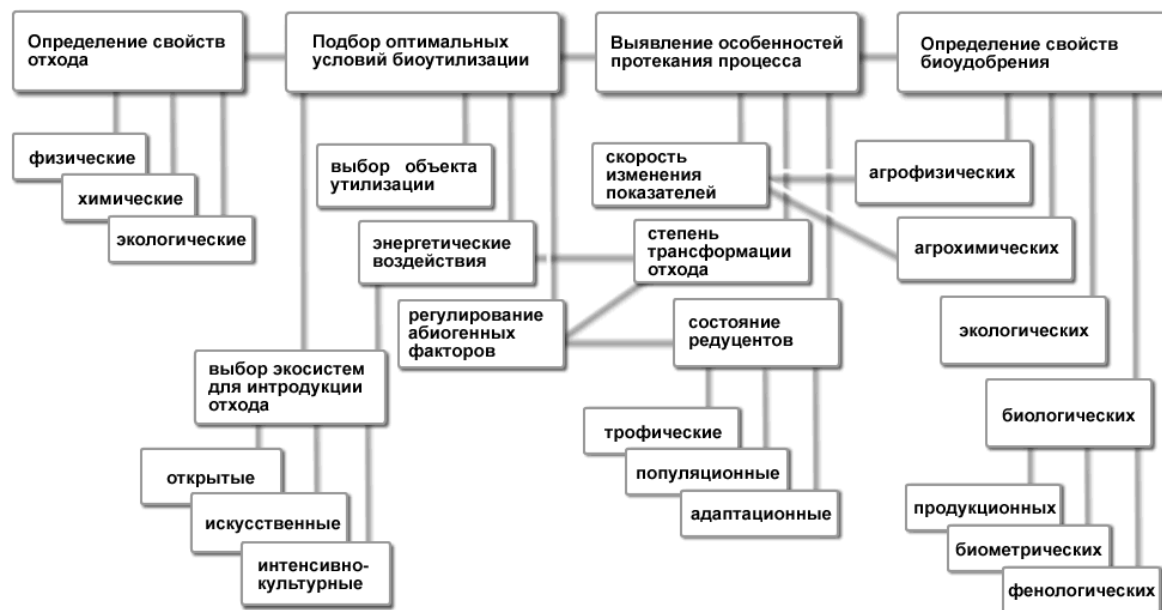 Определение свойств
отхода
Подбор оптимальных
условий биоутилизации
Выявление особенностей
протекания процесса
Определение свойств
биоудобрения
физические
химические
экологические
выбор объекта
утилизации
энергетические
воздействия
регулирование
абиогенных
факторов
выбор экосистем
для интродукции
отхода
открытые
искусственные
интенсивно-
культурные
скорость
изменения
показателей
степень
трансформации
отхода
состояние
редуцентов
трофические
популяционные
адаптационные
агрофизических
агрохимических
экологических
биологических
продукционных
биометрических
фенологических